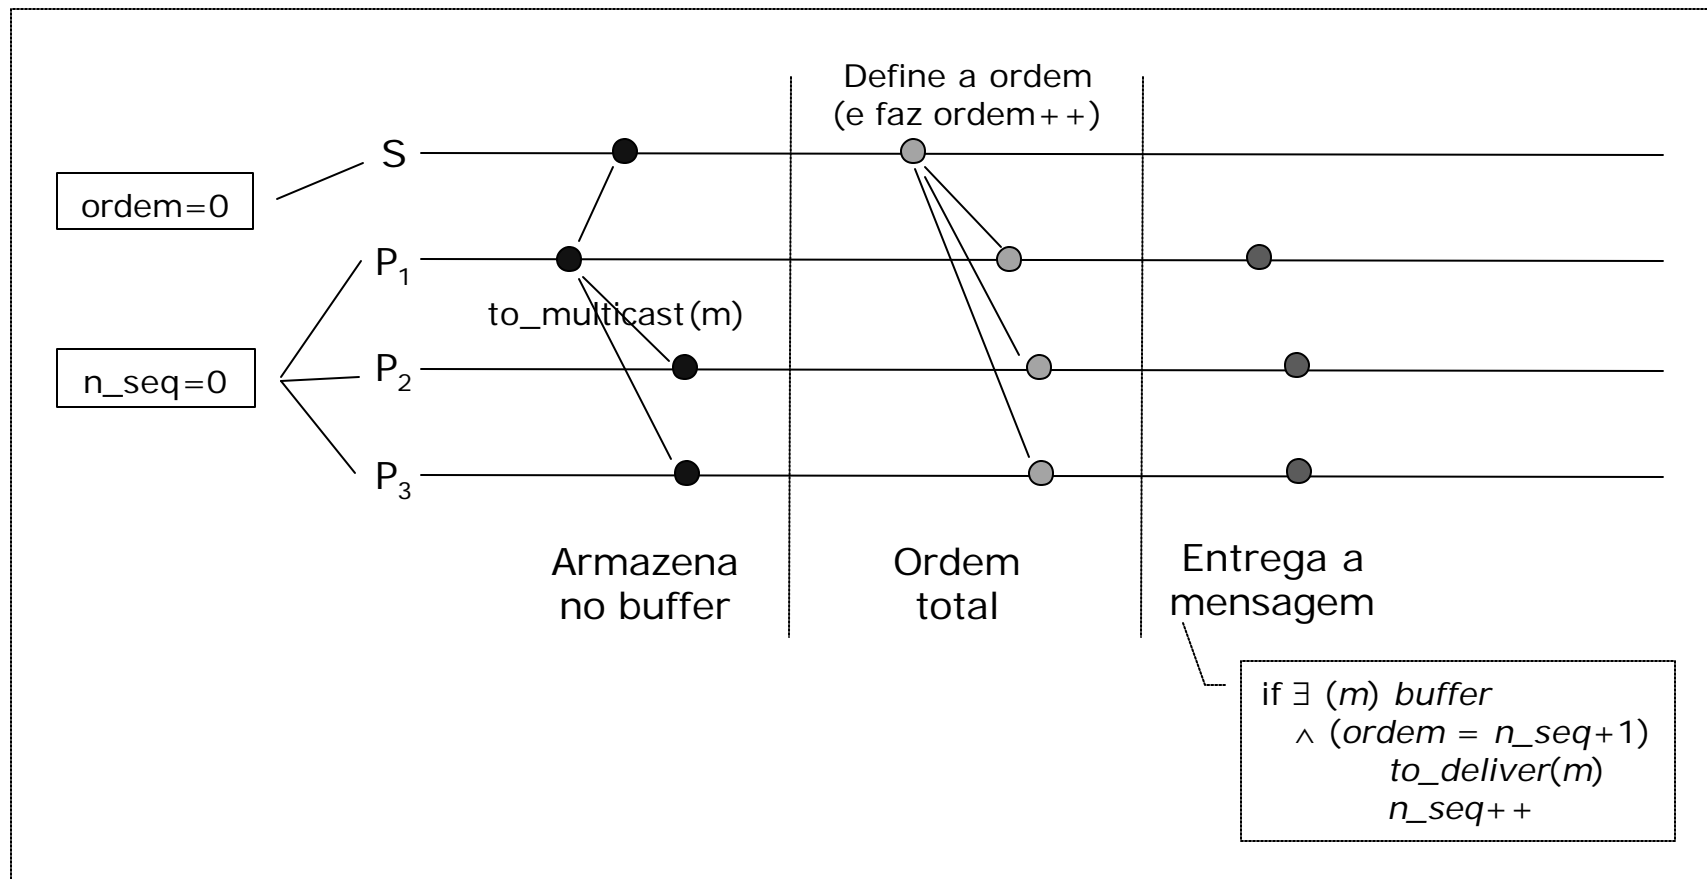 Define a ordem
(e faz ordem++)
S
ordem=0
P1
to_multicast(m)
n_seq=0
P2
P3
Armazena
no buffer
Ordem
total
Entrega a
mensagem
if ∃ (m) buffer
∧ (ordem = n_seq+1)
to_deliver(m)
n_seq++